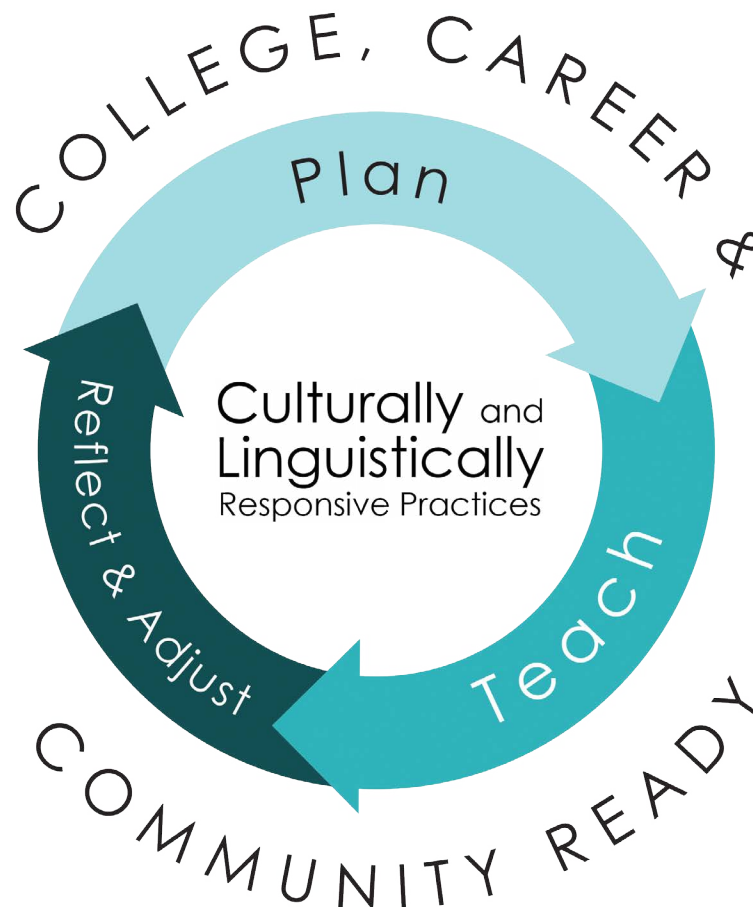 COLLEGE, CAREER &
Plan
Teach
Reflect & Adjust
Culturally and
Linguistically
Responsive Practices
COMMUNITY READY